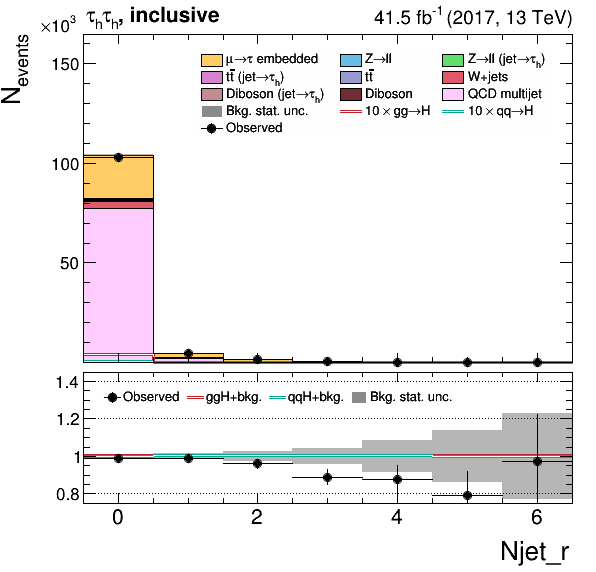 ×10³ τₕτₕ, inclusive 41.5 fb⁻¹ (2017, 13 TeV)
N_events
150
100
50
μ→τ embedded Z→ll Z→ll (jet→τₕ)
tt̄ (jet→τₕ) tt̄ W+jets
Diboson (jet→τₕ) Diboson QCD multijet
Bkg. stat. unc. 10 × gg→H 10 × qq→H
Observed
1.4
Observed ggH+bkg. qqH+bkg. Bkg. stat. unc.
1.2
1
0.8
0 2 4 6
Njet_r